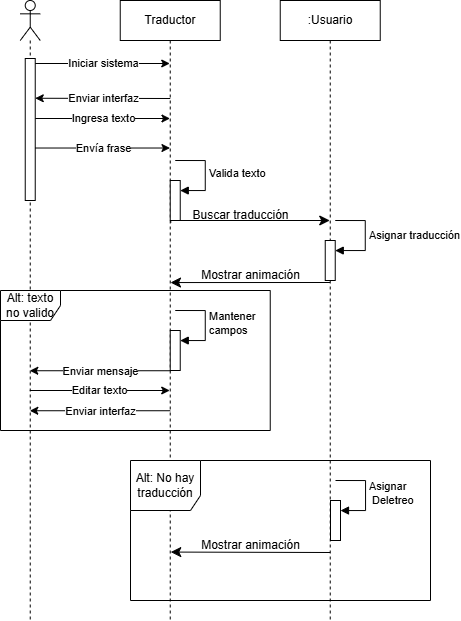 Traductor
:Usuario
Iniciar sistema
Enviar interfaz
Ingresa texto
Envía frase
Valida texto
Buscar traducción
Asignar traducción
Mostrar animación
Alt: texto
no valido
Mantener
campos
Enviar mensaje
Editar texto
Enviar interfaz
Alt: No hay
traducción
Asignar
Deletreo
Mostrar animación